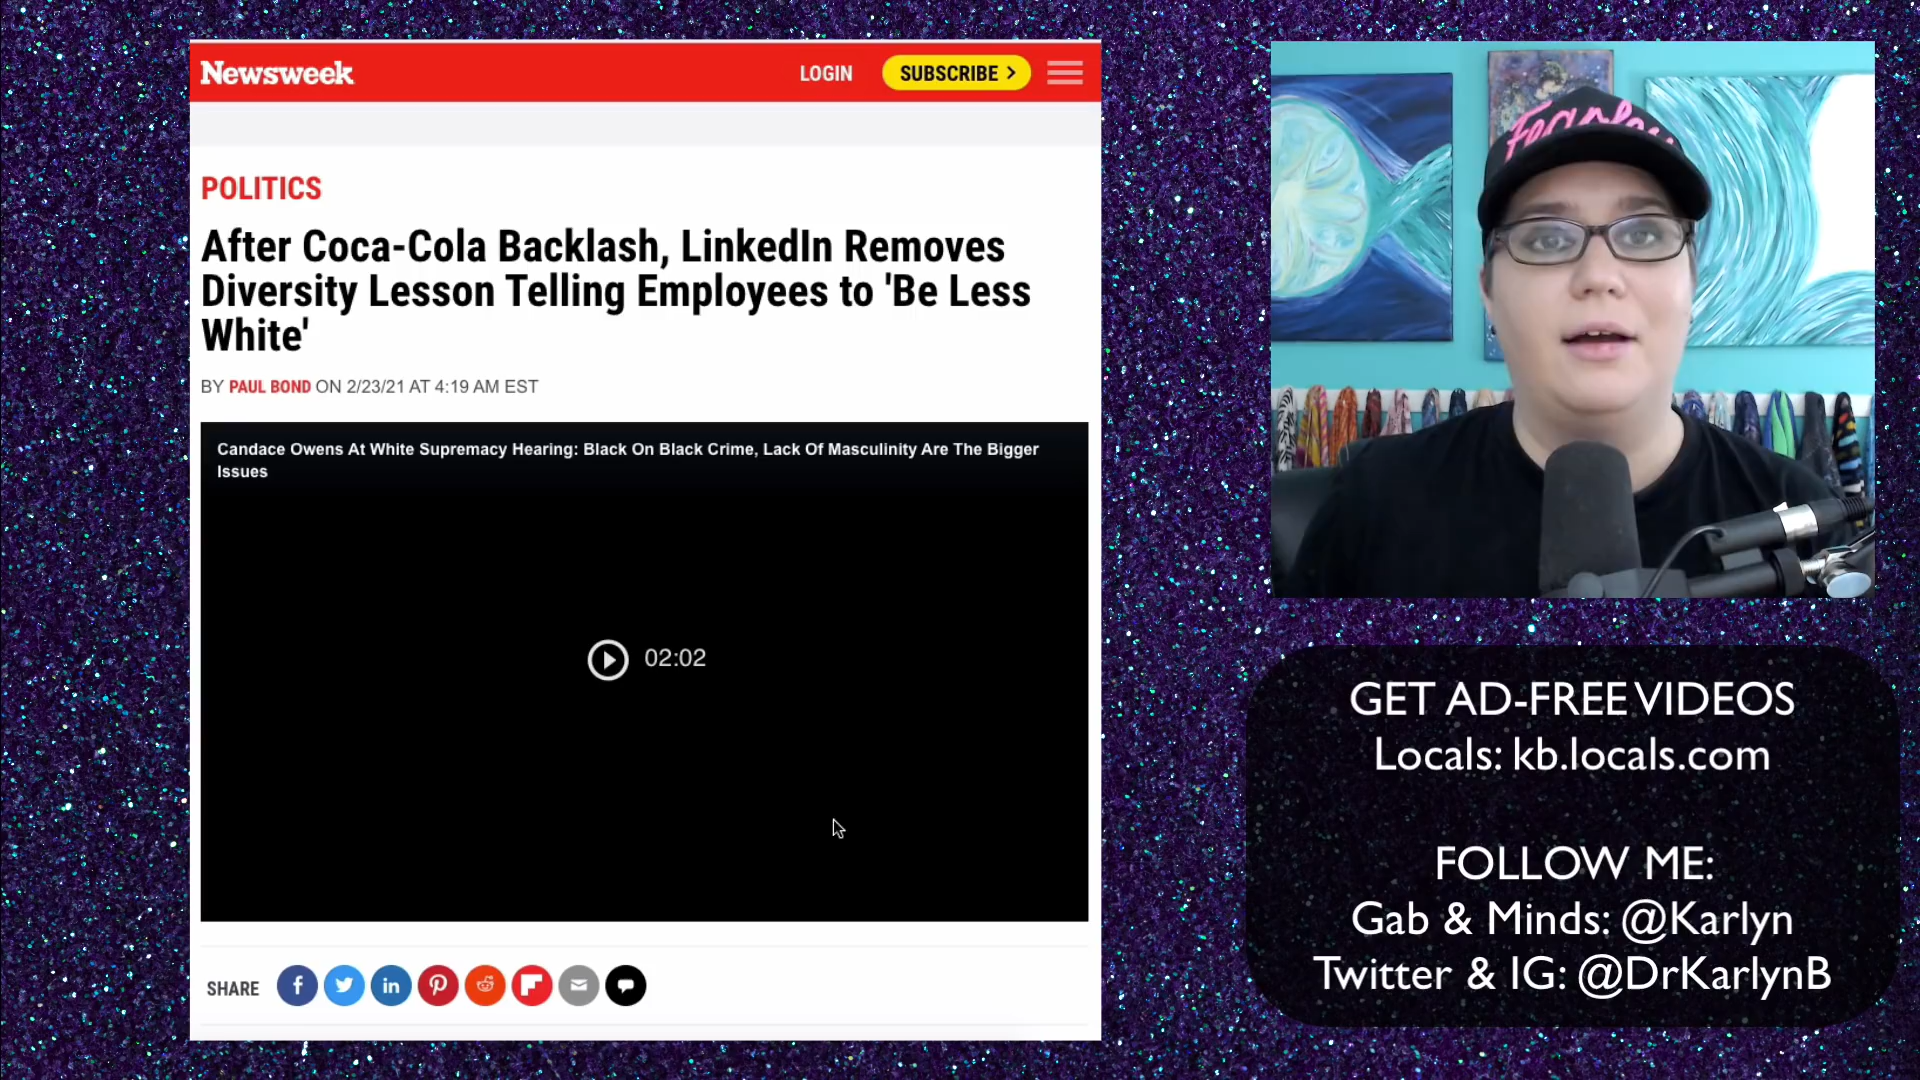 Newsweek
LOGIN
SUBSCRIBE >
POLITICS
After Coca-Cola Backlash, LinkedIn Removes
Diversity Lesson Telling Employees to 'Be Less
White'
BY PAUL BOND ON 2/23/21 AT 4:19 AM EST
Candace Owens At White Supremacy Hearing: Black On Black Crime, Lack Of Masculinity Are The Bigger
Issues
02:02
SHARE
GET AD-FREE VIDEOS
Locals: kb.locals.com
FOLLOW ME:
Gab & Minds: @Karlyn
Twitter & IG: @DrKarlynB